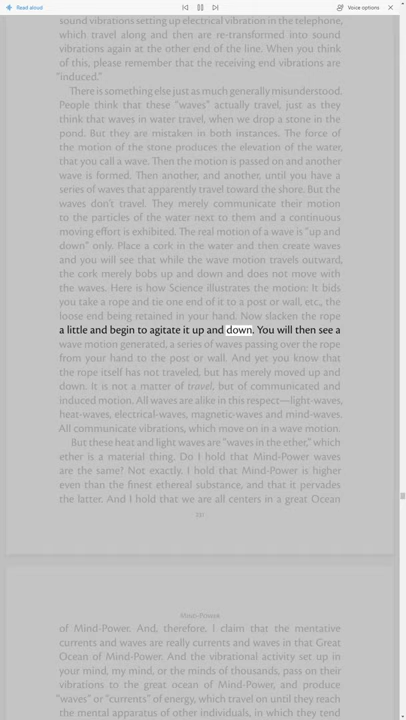 Read aloud
Voice options
sound vibrations setting up electrical vibration in the telephone,
which travel along and then are re-transformed into sound
vibrations again at the other end of the line. When you think
of this, please remember that the receiving end vibrations are
"induced."
There is something else just as much generally misunderstood.
People think that these "waves" actually travel, just as they
think that waves in water travel, when we drop a stone in the
pond. But they are mistaken in both instances. The force of
the motion of the stone produces the elevation of the water,
that you call a wave. Then the motion is passed on and another
wave is formed. Then another, and another, until you have a
series of waves that apparently travel toward the shore. But the
waves don't travel. They merely communicate their motion
to the particles of the water next to them and a continuous
moving effort is exhibited. The real motion of a wave is "up and
down" only. Place a cork in the water and then create waves
and you will see that while the wave motion travels outward,
the cork merely bobs up and down and does not move with
the waves. Here is how Science illustrates the motion: It bids
you take a rope and tie one end of it to a post or wall, etc., the
loose end being retained in your hand. Now slacken the rope
a little and begin to agitate it up and down. You will then see a
wave motion generated, a series of waves passing over the rope
from your hand to the post or wall. And yet you know that
the rope itself has not traveled, but has merely moved up and
down. It is not a matter of travel, but of communicated and
induced motion. All waves are alike in this respect—light-waves,
heat-waves, electrical-waves, magnetic-waves and mind-waves.
All communicate vibrations, which move on in a wave motion.
But these heat and light waves are "waves in the ether," which
ether is a material thing. Do I hold that Mind-Power waves
are the same? Not exactly. I hold that Mind-Power is higher
even than the finest ethereal substance, and that it pervades
the latter. And I hold that we are all centers in a great Ocean
Mind-Power
of Mind-Power. And, therefore, I claim that the mentative
currents and waves are really currents and waves in that Great
Ocean of Mind-Power. And the vibrational activity set up in
your mind, my mind, or the minds of thousands, pass on their
vibrations to the great ocean of Mind-Power, and produce
"waves" or "currents" of energy, which travel on until they reach
the mental apparatus of other individuals, in which they tend